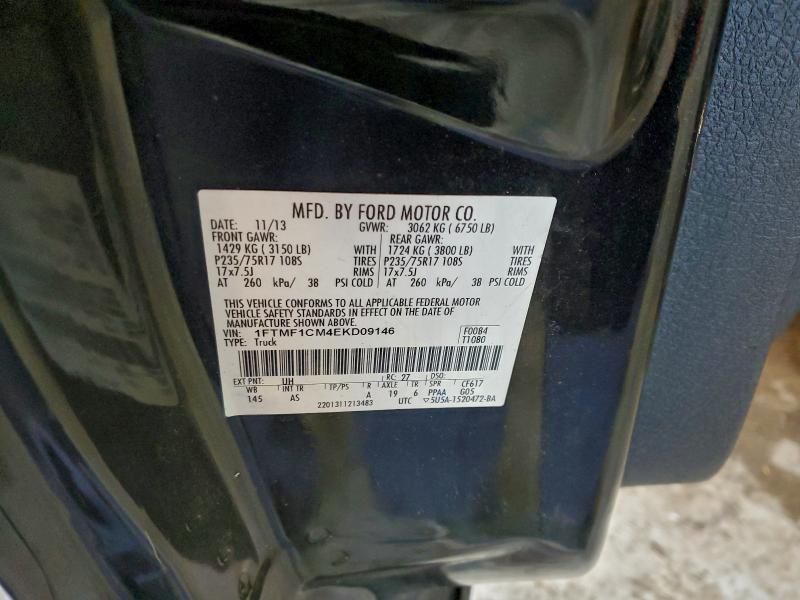 MFD. BY FORD MOTOR CO.
DATE: 11/13 GVWR: 3062 KG ( 6750 LB)
FRONT GAWR: REAR GAWR:
1429 KG ( 3150 LB) WITH 1724 KG ( 3800 LB) WITH
P235/75R17 108S TIRES P235/75R17 108S TIRES
17x7.5J RIMS 17x7.5J RIMS
AT 260 kPa/ 38 PSI COLD AT 260 kPa/ 38 PSI COLD
THIS VEHICLE CONFORMS TO ALL APPLICABLE FEDERAL MOTOR
VEHICLE SAFETY STANDARDS IN EFFECT ON THE DATE OF
MANUFACTURE SHOWN ABOVE.
VIN: 1FTMF1CM4EKD09146 F0084
TYPE: Truck T1080
EXT PNT: UH RC: 27 DSO:
WB INT TR TP/PS R AXLE TR SPR CF617
145 AS A 19 6 PPAA G05
2201311213483 UTC ▽5U5A-1520472-BA